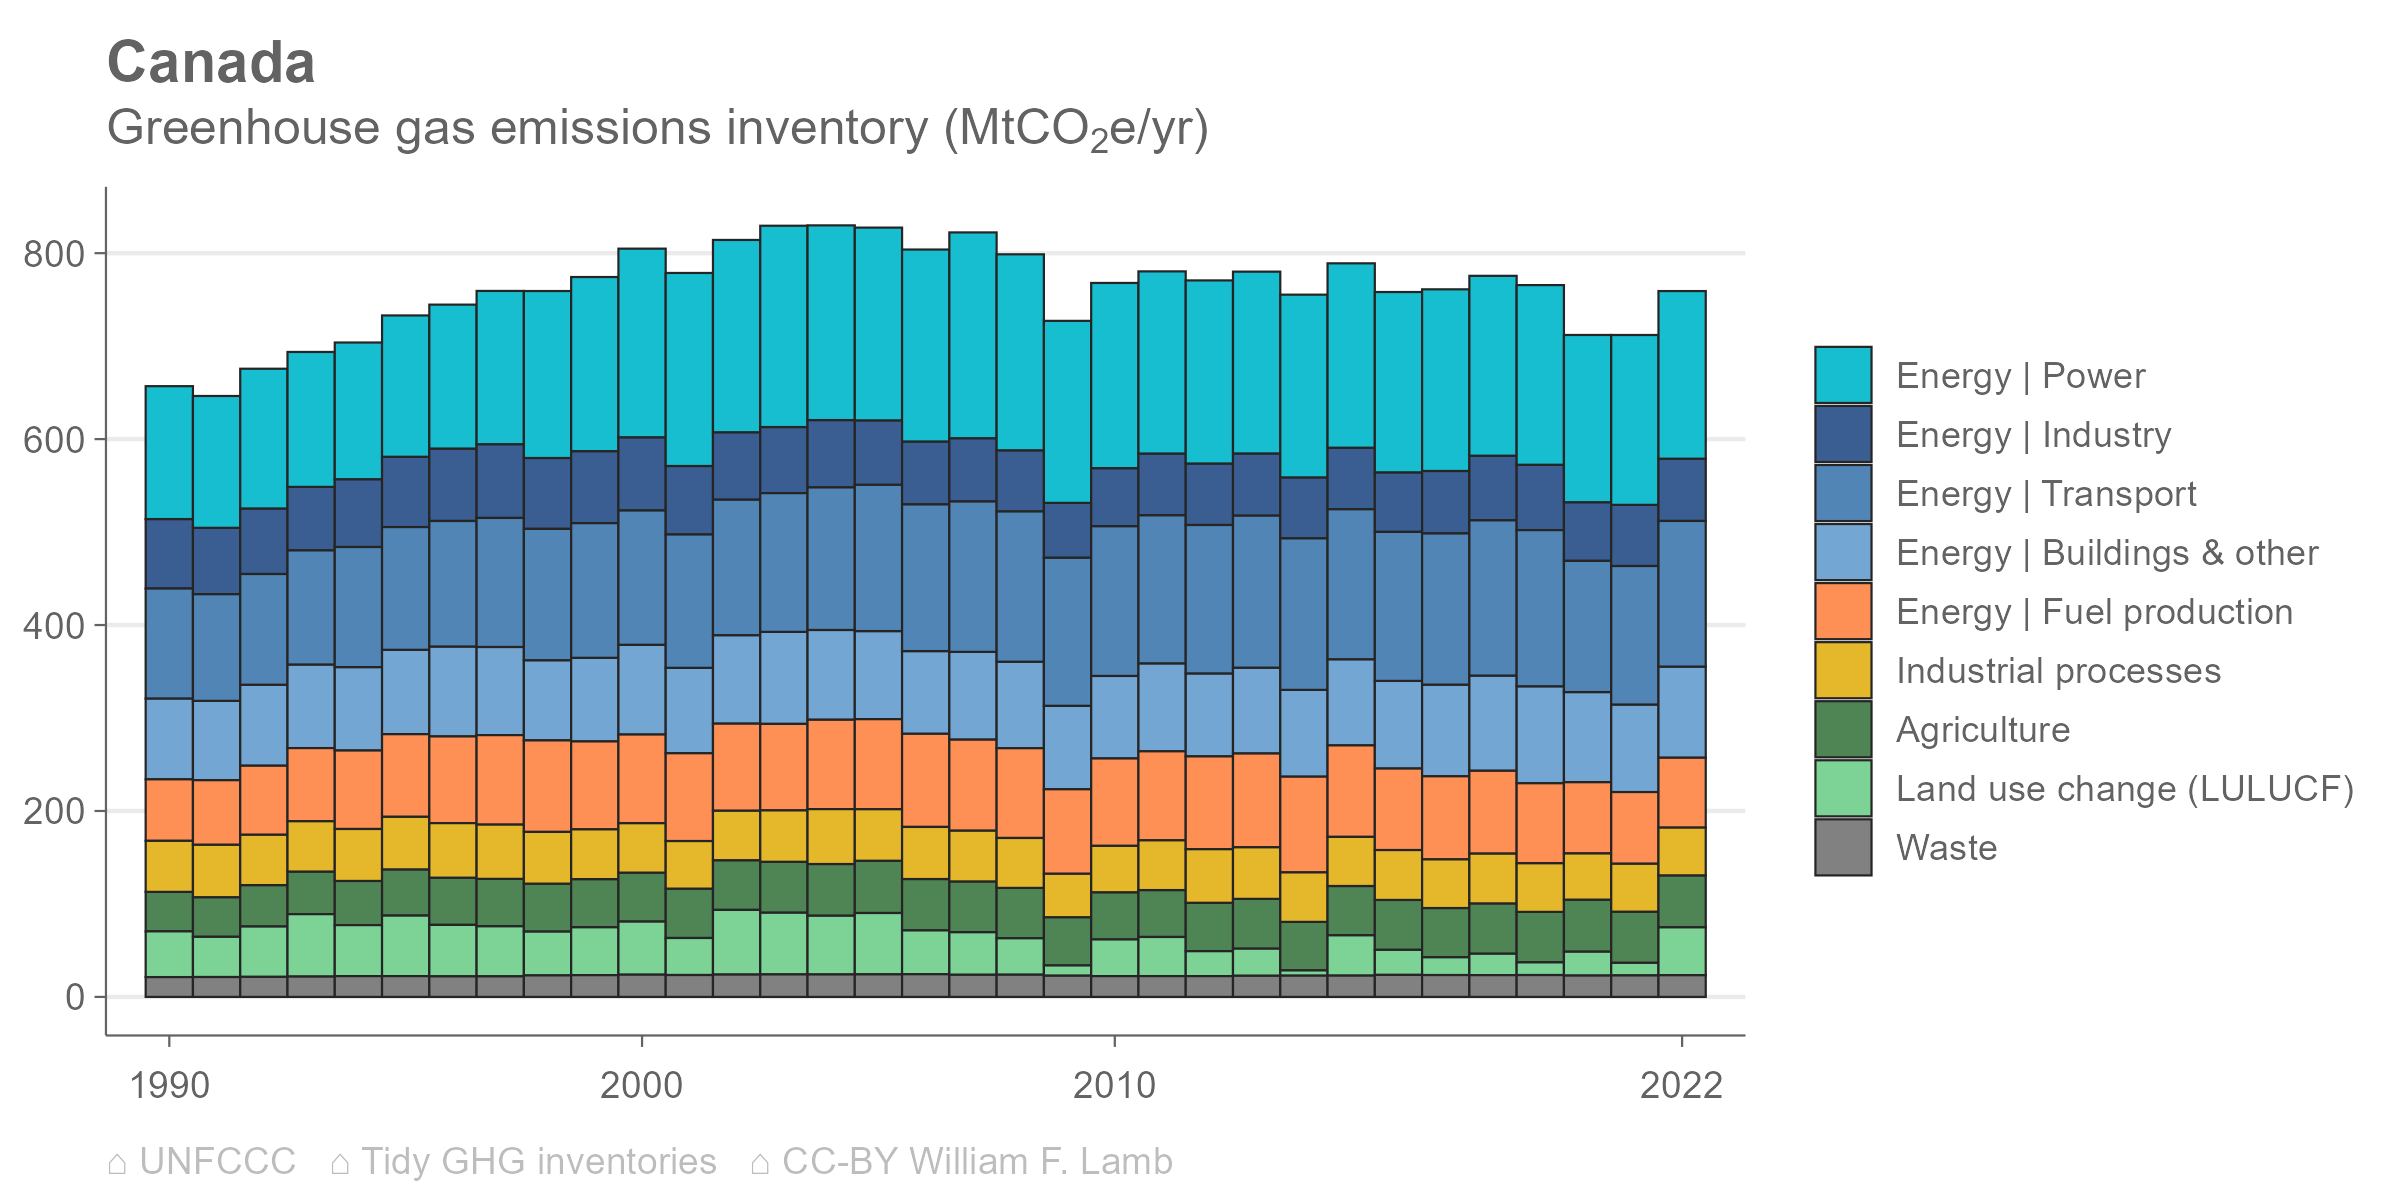 Canada
Greenhouse gas emissions inventory (MtCO₂e/yr)
800
600
400
200
0
1990 2000 2010 2022
Energy | Power
Energy | Industry
Energy | Transport
Energy | Buildings & other
Energy | Fuel production
Industrial processes
Agriculture
Land use change (LULUCF)
Waste
⌂ UNFCCC ⌂ Tidy GHG inventories ⌂ CC-BY William F. Lamb